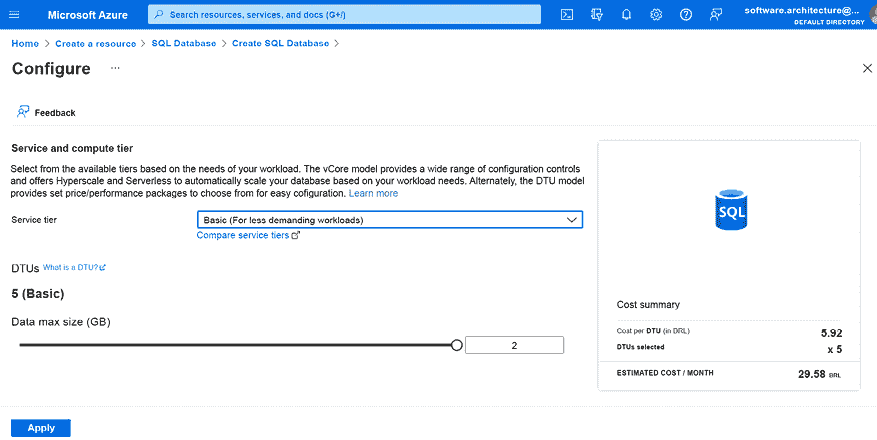 Microsoft Azure
Search resources, services, and docs (G+/)
software.architecture@...
DEFAULT DIRECTORY
Home > Create a resource > SQL Database > Create SQL Database >
Configure ...
Feedback
Service and compute tier
Select from the available tiers based on the needs of your workload. The vCore model provides a wide range of configuration controls
and offers Hyperscale and Serverless to automatically scale your database based on your workload needs. Alternately, the DTU model
provides set price/performance packages to choose from for easy cofiguration. Learn more
Service tier
Basic (For less demanding workloads)
Compare service tiers
DTUs What is a DTU?
5 (Basic)
Data max size (GB)
2
SQL
Cost summary
Cost per DTU (in DRL) 5.92
DTUs selected x 5
ESTIMATED COST / MONTH 29.58 BRL
Apply